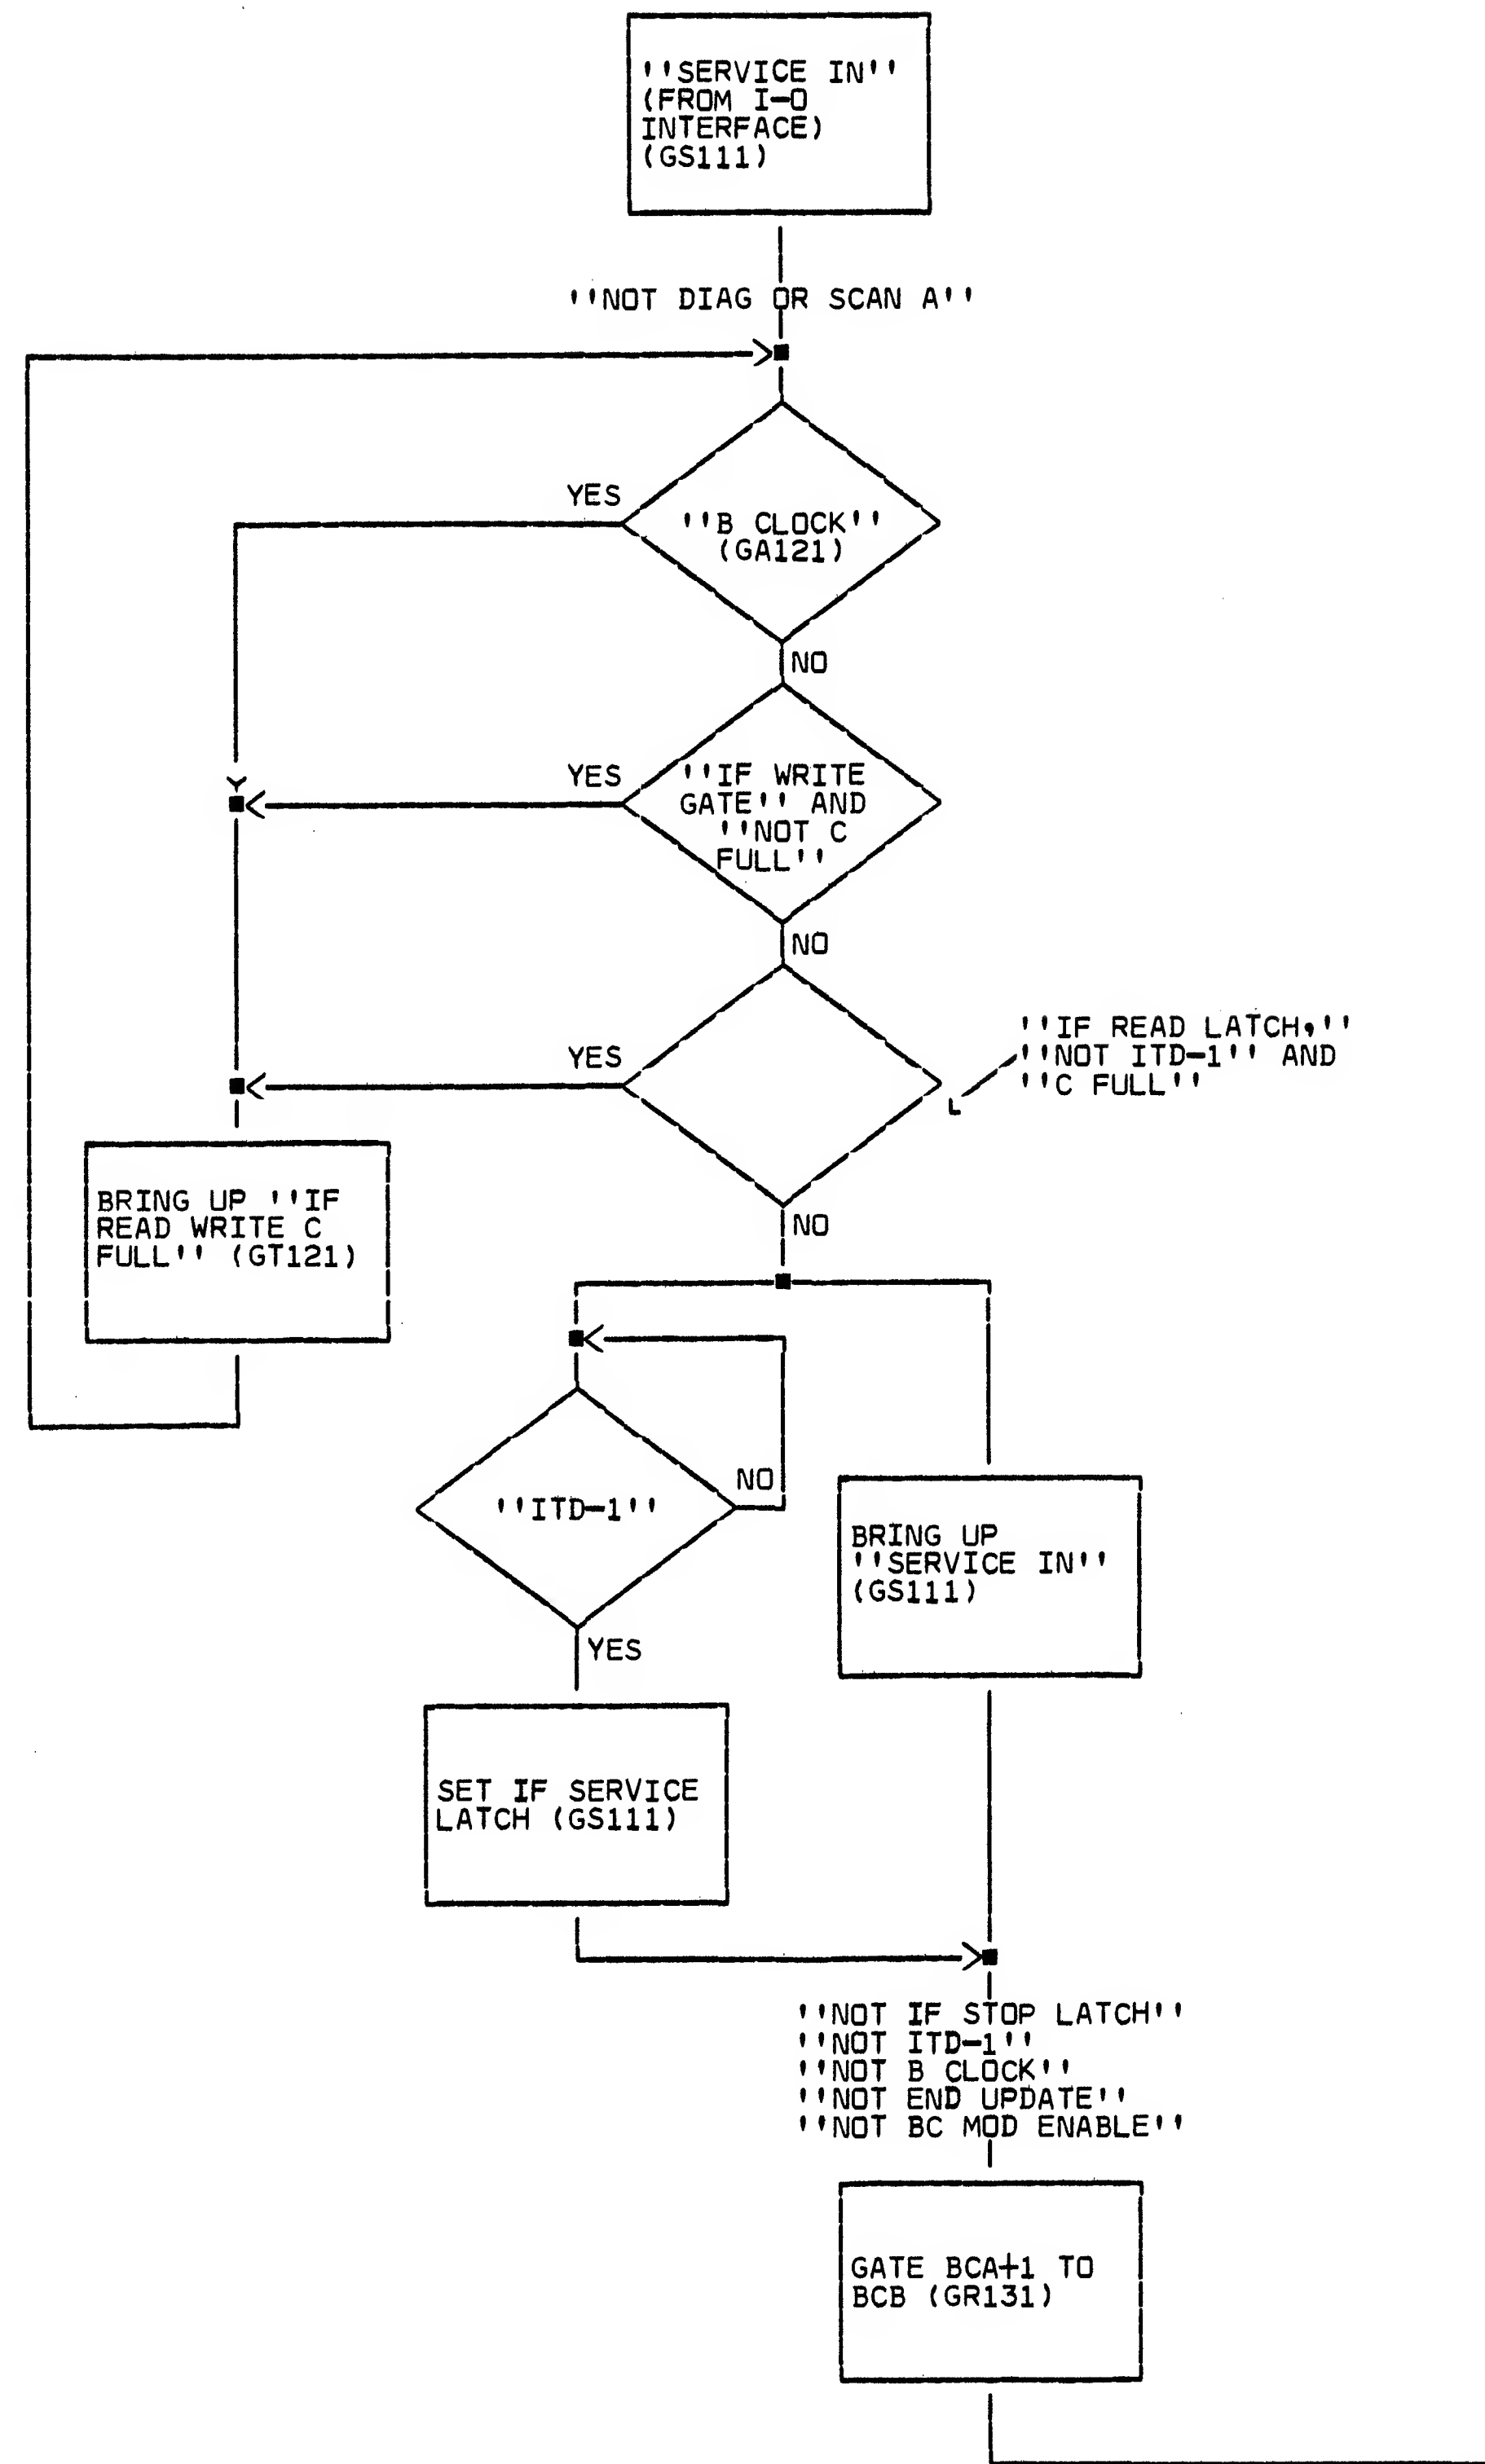 ''SERVICE IN''
(FROM I-O
INTERFACE)
(GS111)
''NOT DIAG OR SCAN A''
YES
''B CLOCK''
(GA121)
NO
YES
''IF WRITE
GATE'' AND
''NOT C
FULL''
NO
YES
''IF READ LATCH,''
''NOT ITD-1'' AND
''C FULL''
NO
BRING UP ''IF
READ WRITE C
FULL'' (GT121)
''ITD-1''
NO
YES
BRING UP
''SERVICE IN''
(GS111)
SET IF SERVICE
LATCH (GS111)
''NOT IF STOP LATCH''
''NOT ITD-1''
''NOT B CLOCK''
''NOT END UPDATE''
''NOT BC MOD ENABLE''
GATE BCA+1 TO
BCB (GR131)